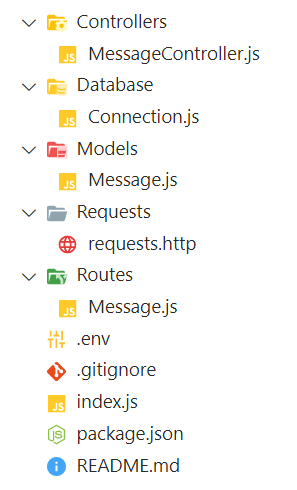 Controllers
MessageController.js
Database
Connection.js
Models
Message.js
Requests
requests.http
Routes
Message.js
.env
.gitignore
index.js
package.json
README.md